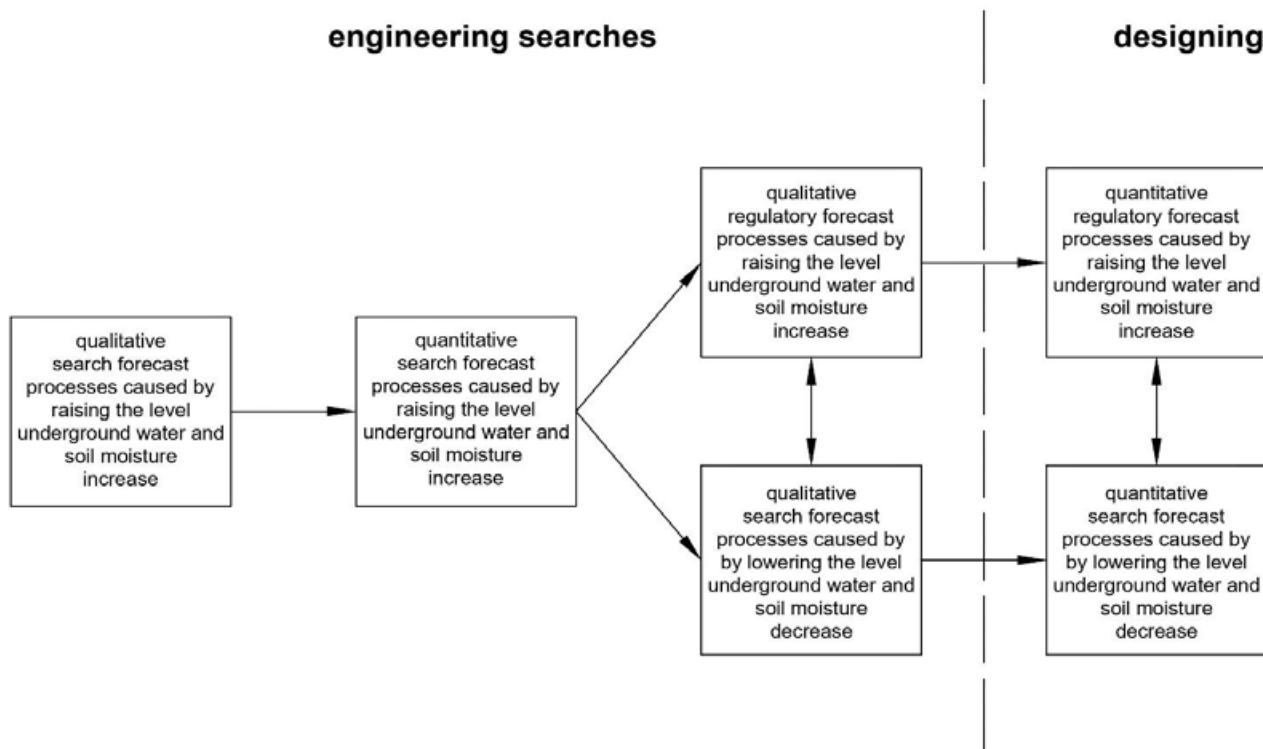 engineering searches
designing
qualitative
search forecast
processes caused by
raising the level
underground water and
soil moisture
increase
quantitative
search forecast
processes caused by
raising the level
underground water and
soil moisture
increase
qualitative
regulatory forecast
processes caused by
raising the level
underground water and
soil moisture
increase
qualitative
search forecast
processes caused by
by lowering the level
underground water and
soil moisture
decrease
quantitative
regulatory forecast
processes caused by
raising the level
underground water and
soil moisture
increase
quantitative
search forecast
processes caused by
by lowering the level
underground water and
soil moisture
decrease